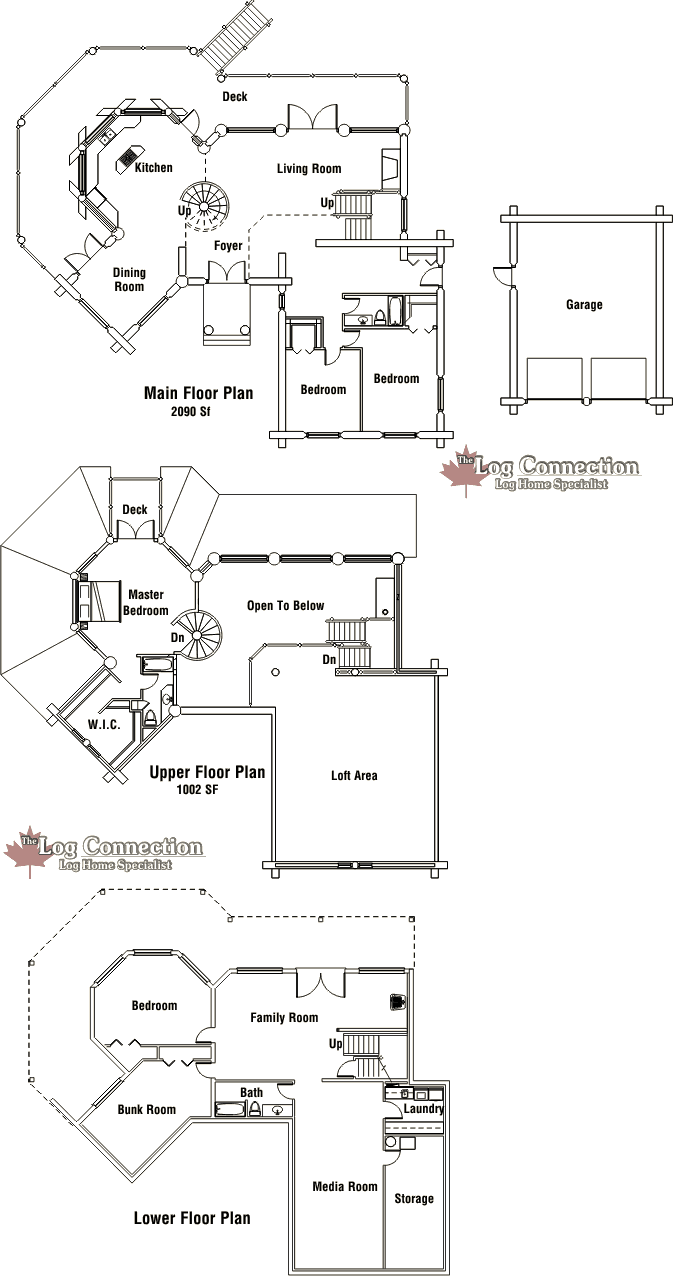 Deck
Kitchen
Living Room
Up
Up
Foyer
Dining
Room
Garage
Bedroom
Bedroom
Main Floor Plan
2090 Sf
The Log Connection
Log Home Specialist
Deck
Master
Bedroom
Open To Below
Dn
Dn
W.I.C.
Upper Floor Plan
1002 SF
Loft Area
The Log Connection
Log Home Specialist
Bedroom
Family Room
Up
Bath
Bunk Room
Laundry
Media Room
Storage
Lower Floor Plan